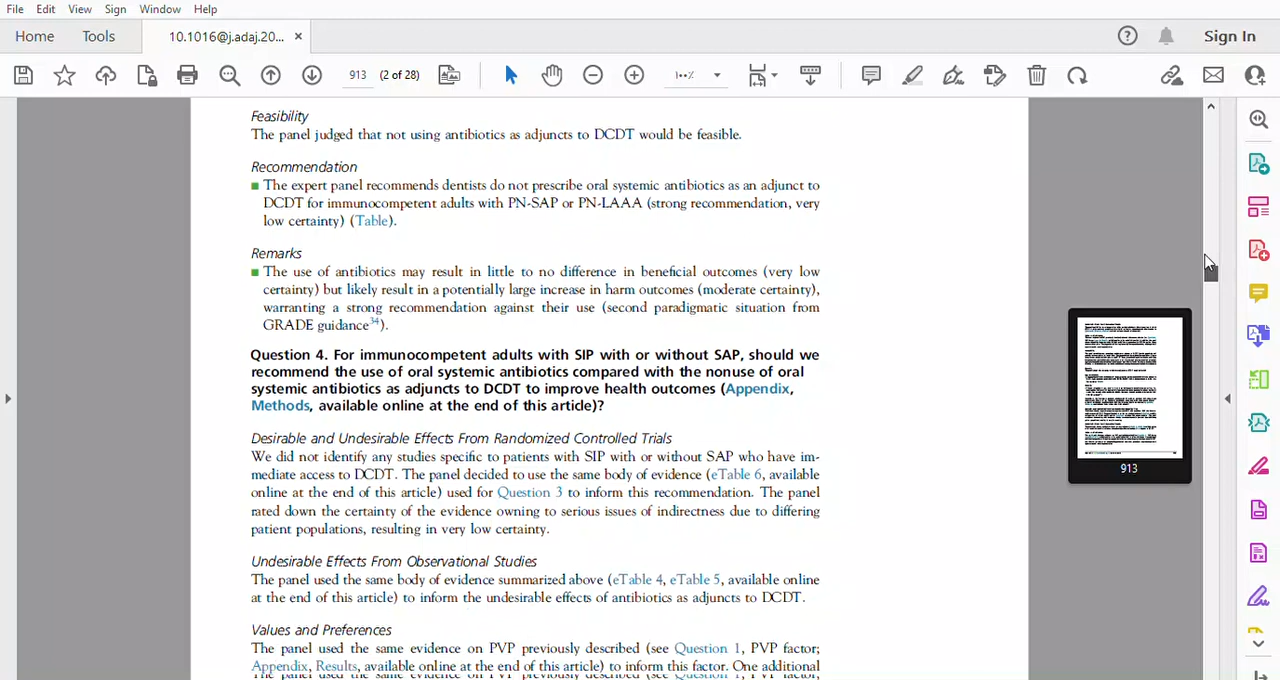 File Edit View Sign Window Help
Home Tools 10.1016@j.adaj.20... × Sign In
913 (2 of 28)
Feasibility
The panel judged that not using antibiotics as adjuncts to DCDT would be feasible.
Recommendation
■ The expert panel recommends dentists do not prescribe oral systemic antibiotics as an adjunct to
DCDT for immunocompetent adults with PN-SAP or PN-LAAA (strong recommendation, very
low certainty) (Table).
Remarks
■ The use of antibiotics may result in little to no difference in beneficial outcomes (very low
certainty) but likely result in a potentially large increase in harm outcomes (moderate certainty),
warranting a strong recommendation against their use (second paradigmatic situation from
GRADE guidance34).
Question 4. For immunocompetent adults with SIP with or without SAP, should we
recommend the use of oral systemic antibiotics compared with the nonuse of oral
systemic antibiotics as adjuncts to DCDT to improve health outcomes (Appendix,
Methods, available online at the end of this article)?
Desirable and Undesirable Effects From Randomized Controlled Trials
We did not identify any studies specific to patients with SIP with or without SAP who have im-
mediate access to DCDT. The panel decided to use the same body of evidence (eTable 6, available
online at the end of this article) used for Question 3 to inform this recommendation. The panel
rated down the certainty of the evidence owning to serious issues of indirectness due to differing
patient populations, resulting in very low certainty.
Undesirable Effects From Observational Studies
The panel used the same body of evidence summarized above (eTable 4, eTable 5, available online
at the end of this article) to inform the undesirable effects of antibiotics as adjuncts to DCDT.
Values and Preferences
The panel used the same evidence on PVP previously described (see Question 1, PVP factor;
Appendix, Results, available online at the end of this article) to inform this factor. One additional
913